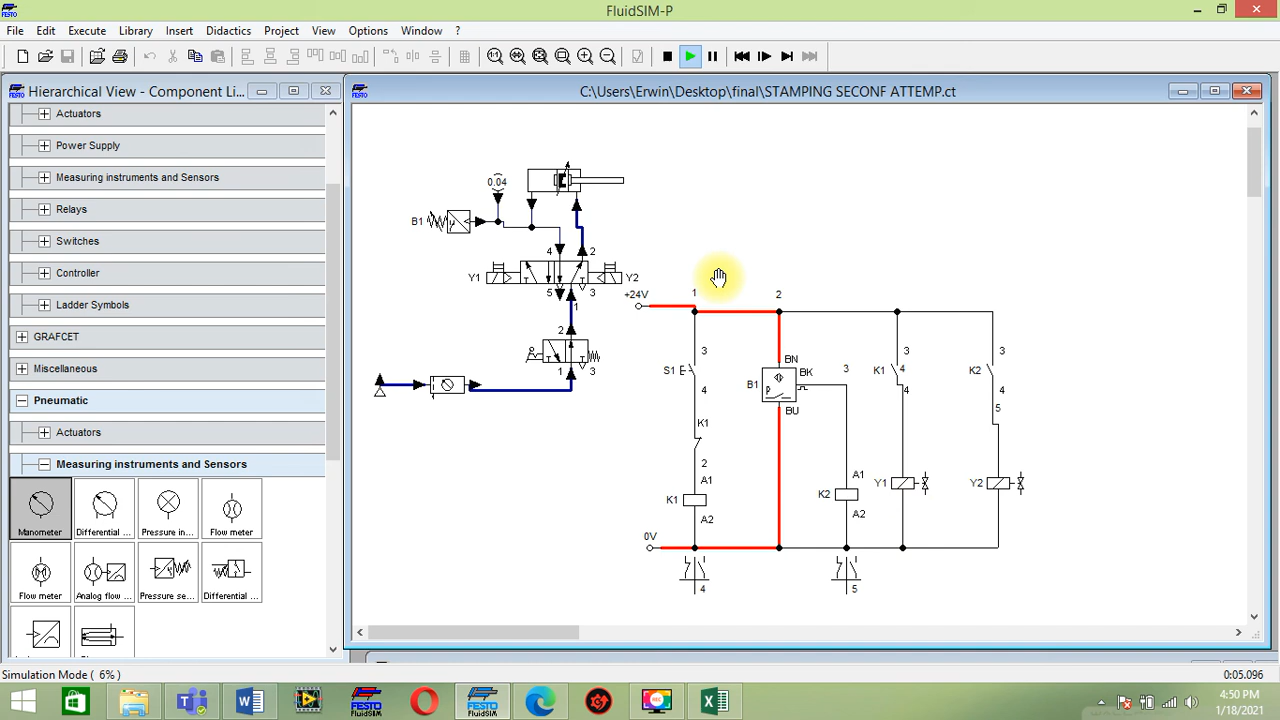 FluidSIM-P
File Edit Execute Library Insert Didactics Project View Options Window ?
1:1
Hierarchical View - Component Li...
C:\Users\Erwin\Desktop\final\STAMPING SECONF ATTEMP.ct
Actuators
Power Supply
Measuring instruments and Sensors
Relays
Switches
Controller
Ladder Symbols
GRAFCET
Miscellaneous
Pneumatic
Actuators
Measuring instruments and Sensors
Manometer Differential ... Pressure in... Flow meter
Flow meter Analog flow ... Pressure se... Differential ...
0.04
B1
4 2
Y1 Y2
5 3
1
2
1 3
+24V 1 2
3 BN 3 3
S1 B1 P BK 3 K1 4 K2
4 BU 4 4
K1 5
2
A1 A1
K1 K2 Y1 Y2
A2 A2
0V
4 5
Simulation Mode ( 6%) 0:05.096
FESTO FluidSIM
REC
4:50 PM
1/18/2021